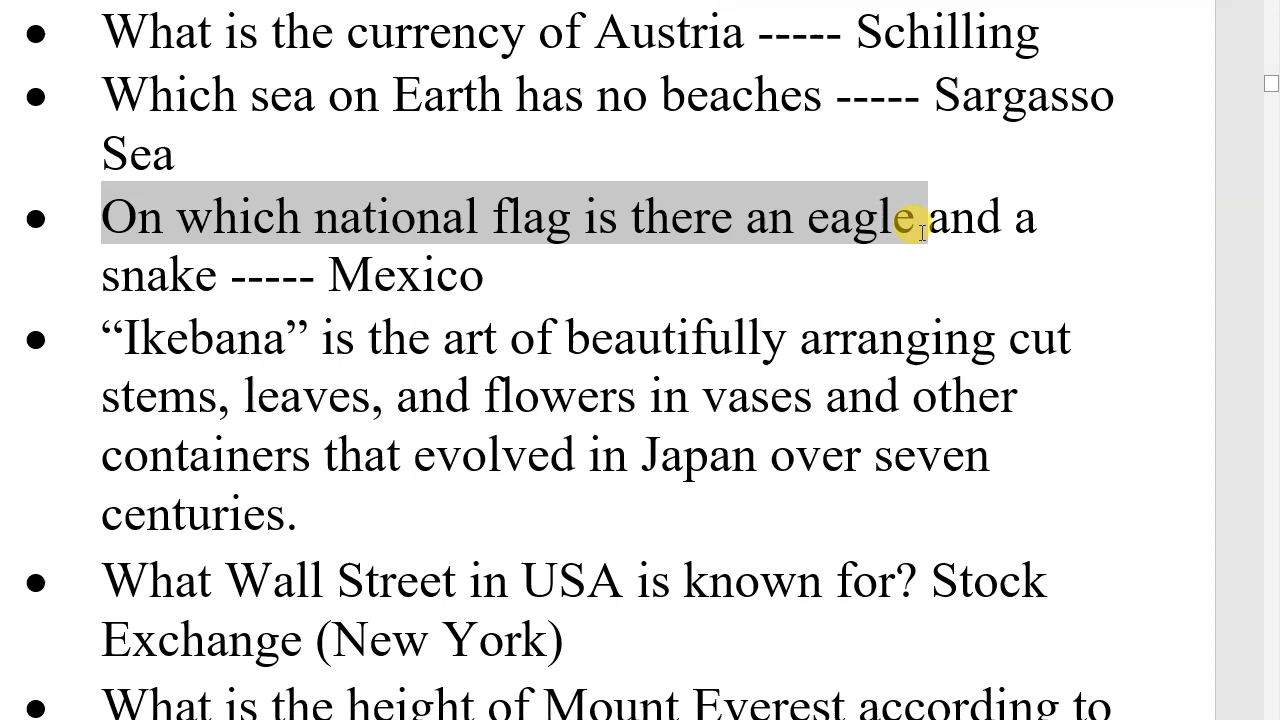 • What is the currency of Austria ----- Schilling
• Which sea on Earth has no beaches ----- Sargasso
Sea
• On which national flag is there an eagle and a
snake ----- Mexico
• “Ikebana” is the art of beautifully arranging cut
stems, leaves, and flowers in vases and other
containers that evolved in Japan over seven
centuries.
• What Wall Street in USA is known for? Stock
Exchange (New York)
• What is the height of Mount Everest according to